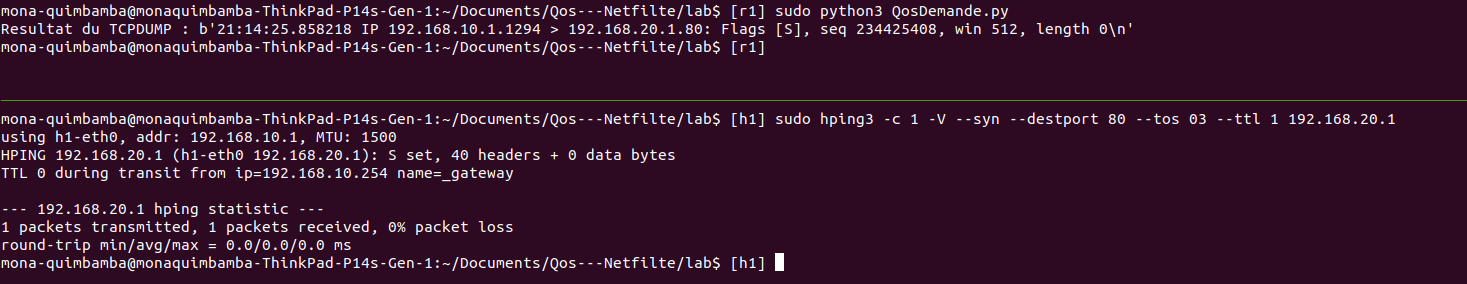 mona-quimbamba@monaquimbamba-ThinkPad-P14s-Gen-1:~/Documents/Qos---Netfilte/lab$ [r1] sudo python3 QosDemande.py
Resultat du TCPDUMP : b'21:14:25.858218 IP 192.168.10.1.1294 > 192.168.20.1.80: Flags [S], seq 234425408, win 512, length 0\n'
mona-quimbamba@monaquimbamba-ThinkPad-P14s-Gen-1:~/Documents/Qos---Netfilte/lab$ [r1]
mona-quimbamba@monaquimbamba-ThinkPad-P14s-Gen-1:~/Documents/Qos---Netfilte/lab$ [h1] sudo hping3 -c 1 -V --syn --destport 80 --tos 03 --ttl 1 192.168.20.1
using h1-eth0, addr: 192.168.10.1, MTU: 1500
HPING 192.168.20.1 (h1-eth0 192.168.20.1): S set, 40 headers + 0 data bytes
TTL 0 during transit from ip=192.168.10.254 name=_gateway
--- 192.168.20.1 hping statistic ---
1 packets transmitted, 1 packets received, 0% packet loss
round-trip min/avg/max = 0.0/0.0/0.0 ms
mona-quimbamba@monaquimbamba-ThinkPad-P14s-Gen-1:~/Documents/Qos---Netfilte/lab$ [h1]